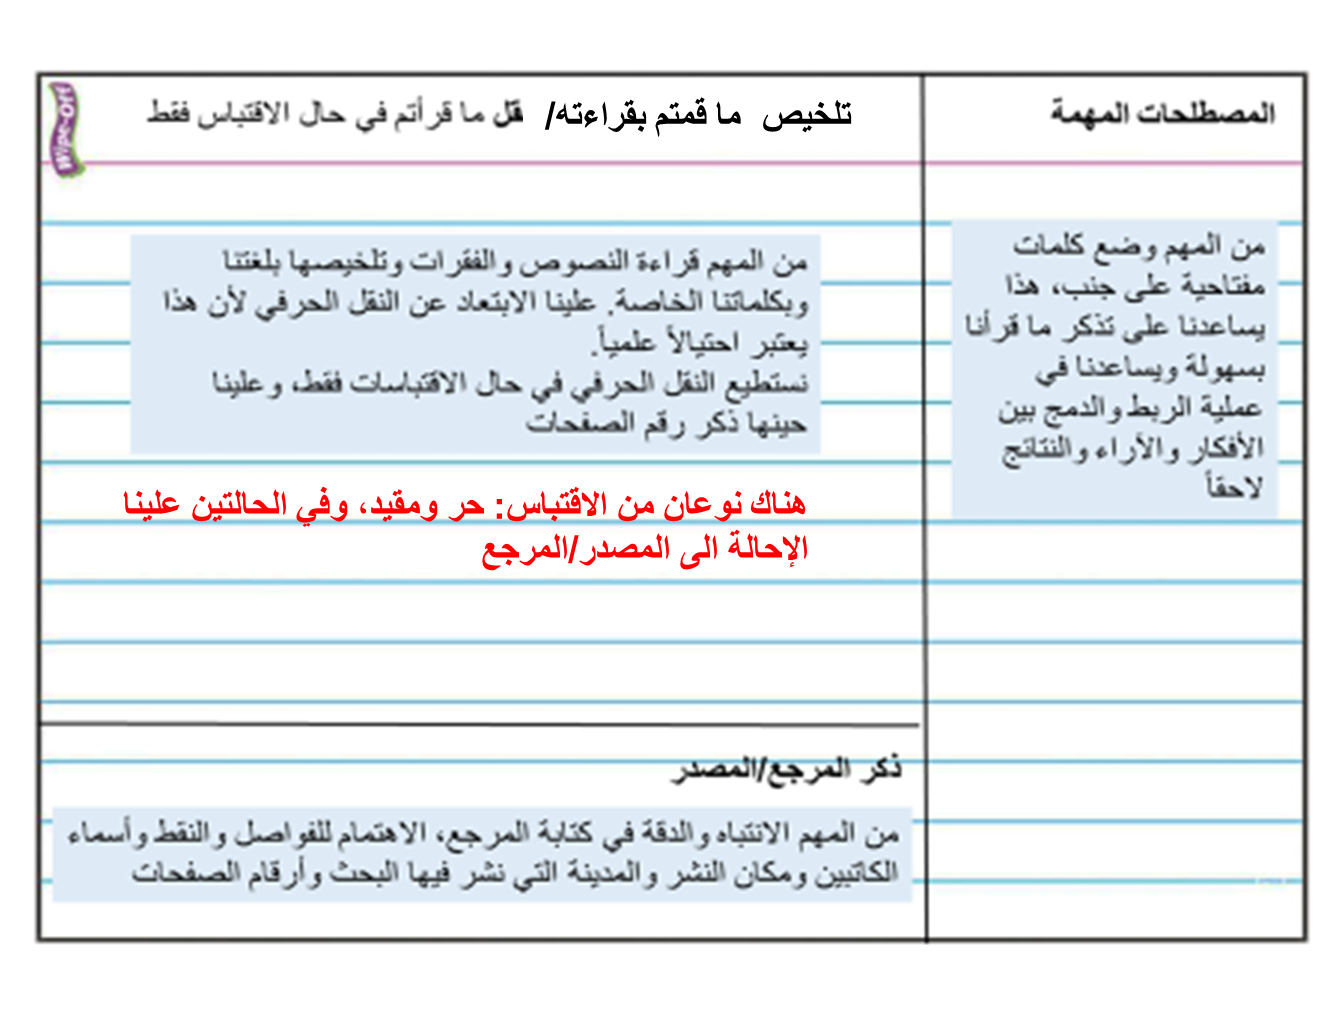 المصطلحات المهمة
من المهم وضع كلمات
مفتاحية على جنب، هذا
يساعدنا على تذكر ما قرأنا
بسهولة ويساعدنا في
عملية الربط والدمج بين
الأفكار والآراء والنتائج
لاحقاً
تلخيص ما قمتم بقراءته/ قل ما قرأتم في حال الاقتباس فقط
Wipe-Off
من المهم قراءة النصوص والفقرات وتلخيصها بلغتنا
وبكلماتنا الخاصة. علينا الابتعاد عن النقل الحرفي لأن هذا
يعتبر احتيالاً علمياً.
نستطيع النقل الحرفي في حال الاقتباسات فقط، وعلينا
حينها ذكر رقم الصفحات
هناك نوعان من الاقتباس: حر ومقيد، وفي الحالتين علينا
الإحالة الى المصدر/المرجع
ذكر المرجع/المصدر
من المهم الانتباه والدقة في كتابة المرجع، الاهتمام للفواصل والنقط وأسماء
الكاتبين ومكان النشر والمدينة التي نشر فيها البحث وأرقام الصفحات